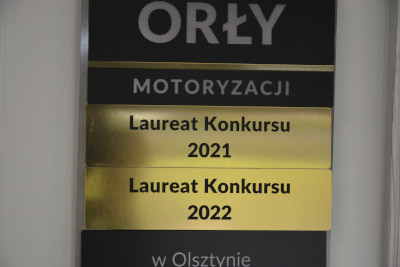 ORŁY
MOTORYZACJI
Laureat Konkursu
2021
Laureat Konkursu
2022
w Olsztynie